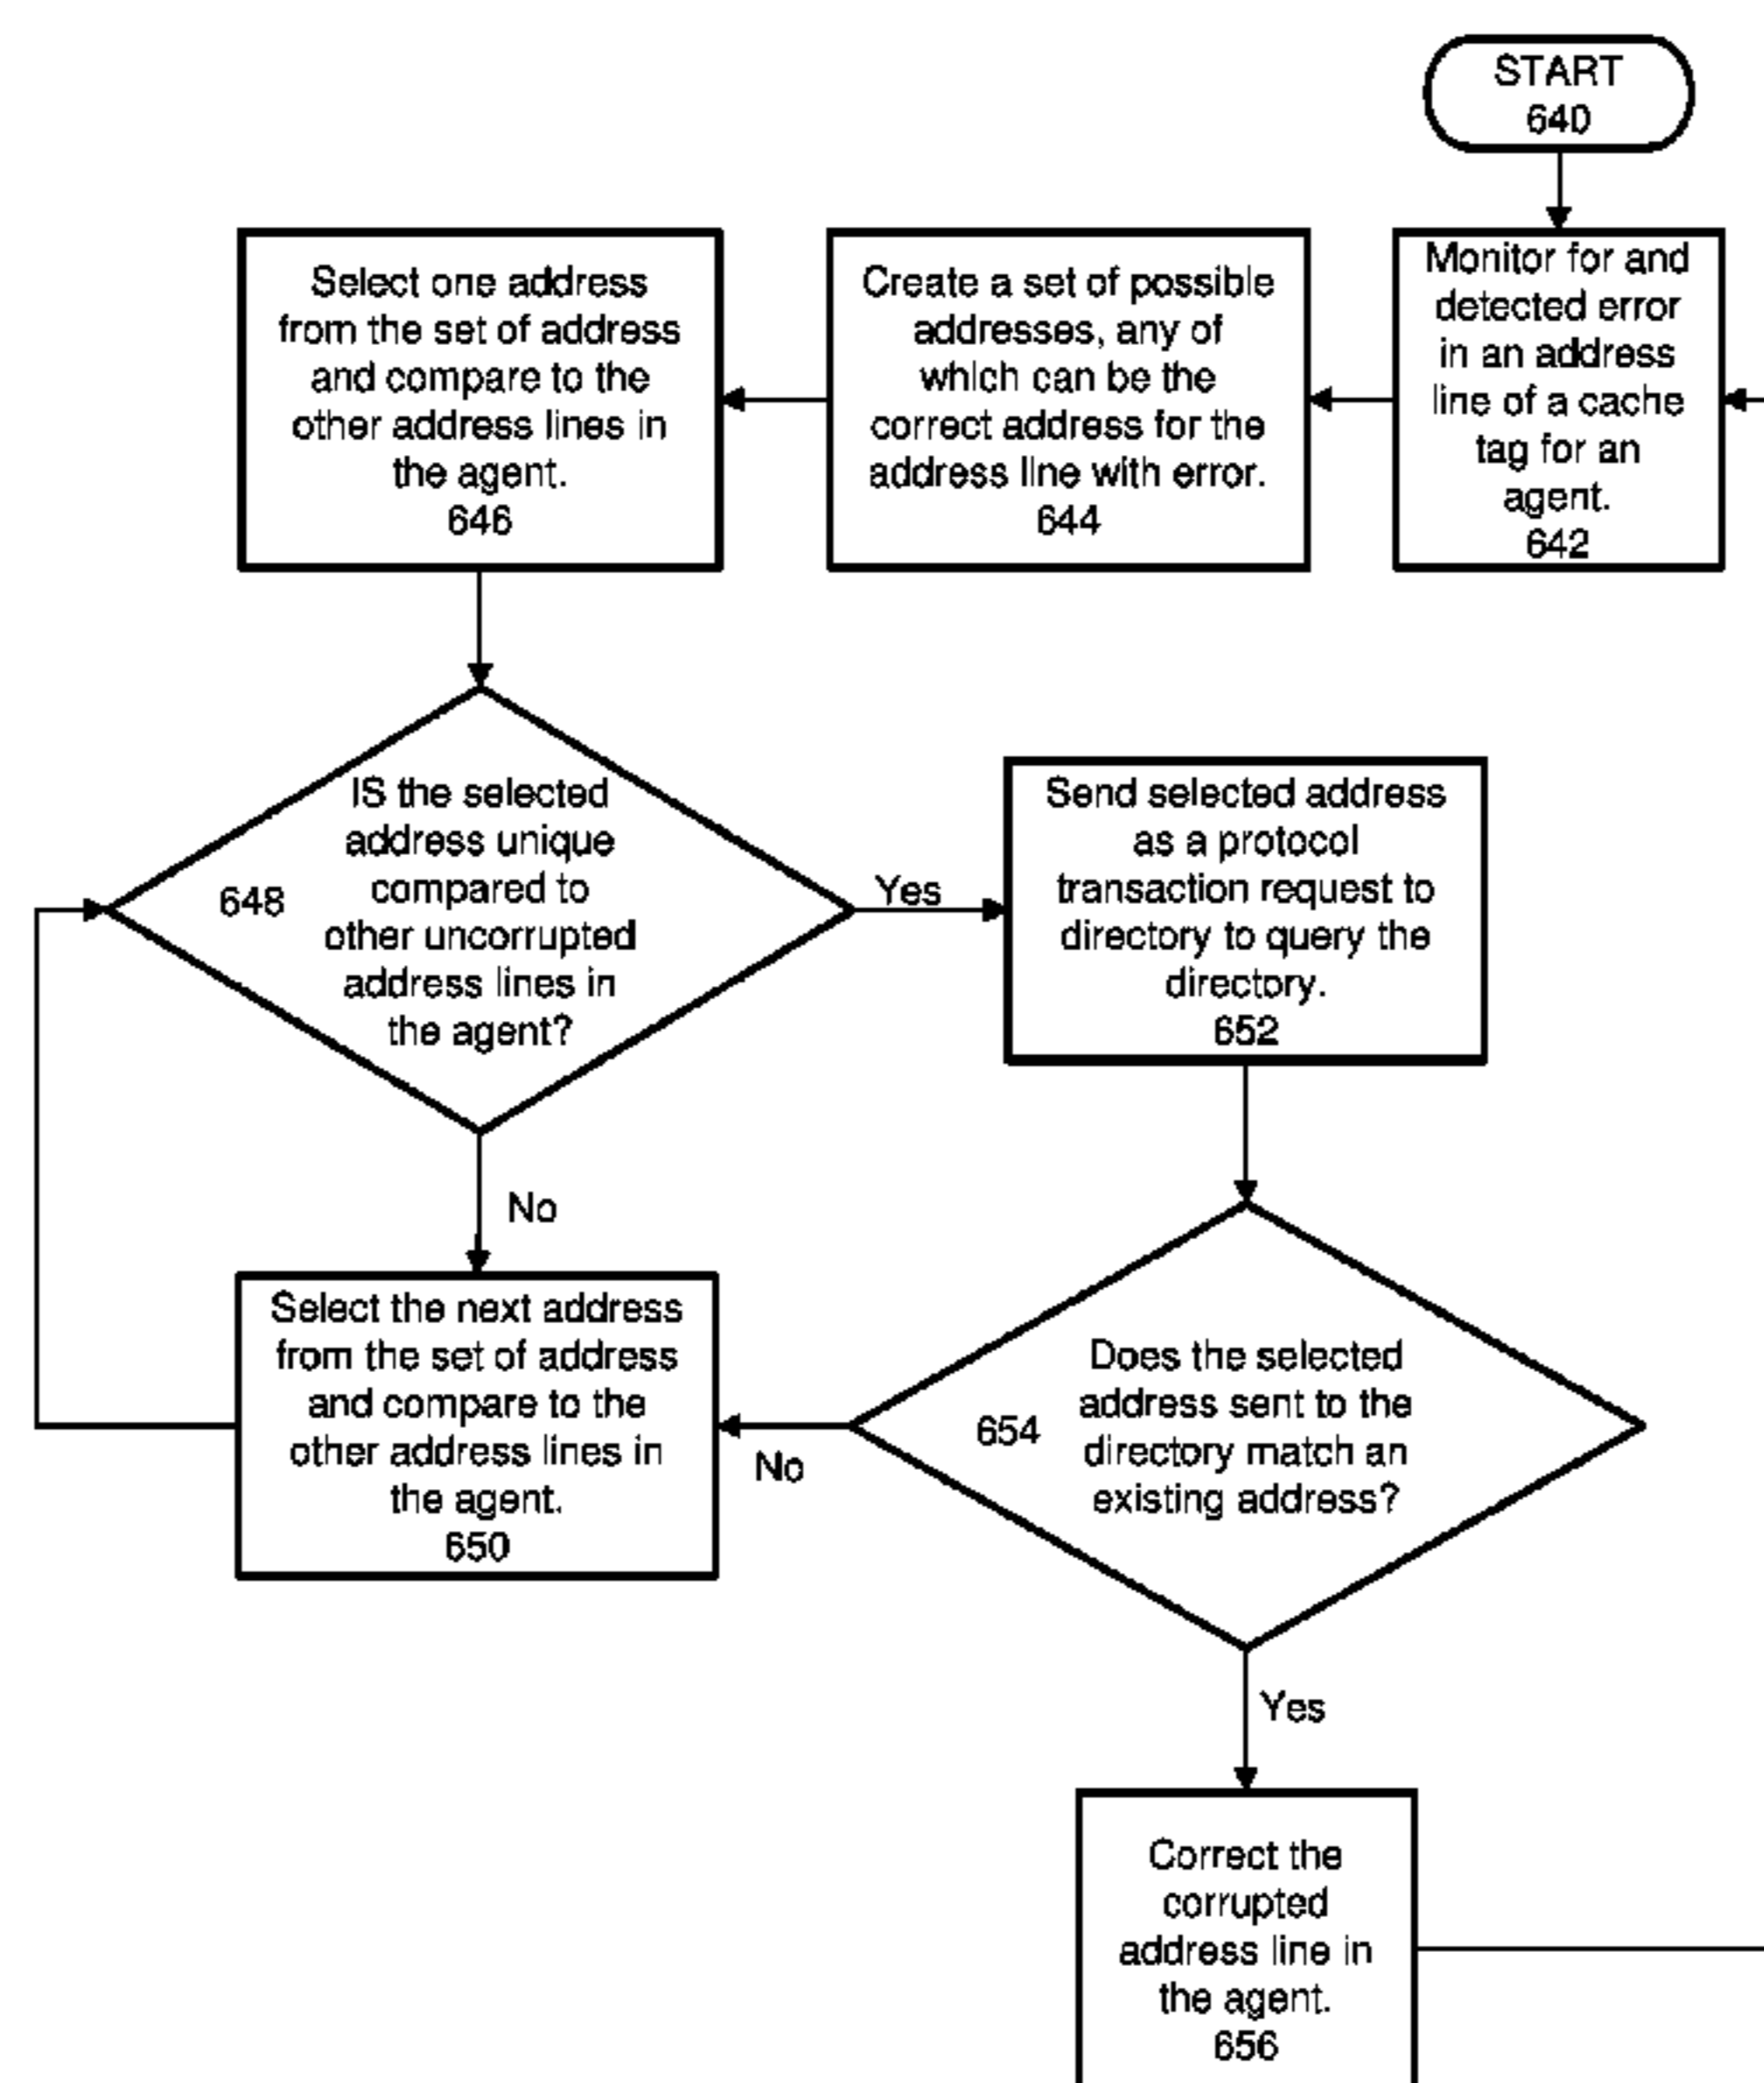 START
640
Monitor for and
detected error
in an address
line of a cache
tag for an
agent.
642
Create a set of possible
addresses, any of
which can be the
correct address for the
address line with error.
644
Select one address
from the set of address
and compare to the
other address lines in
the agent.
646
IS the selected
address unique
compared to
other uncorrupted
address lines in
the agent?
648
Yes
No
Send selected address
as a protocol
transaction request to
directory to query the
directory.
652
Select the next address
from the set of address
and compare to the
other address lines in
the agent.
650
Does the selected
address sent to the
directory match an
existing address?
654
No
Yes
Correct the
corrupted
address line in
the agent.
656